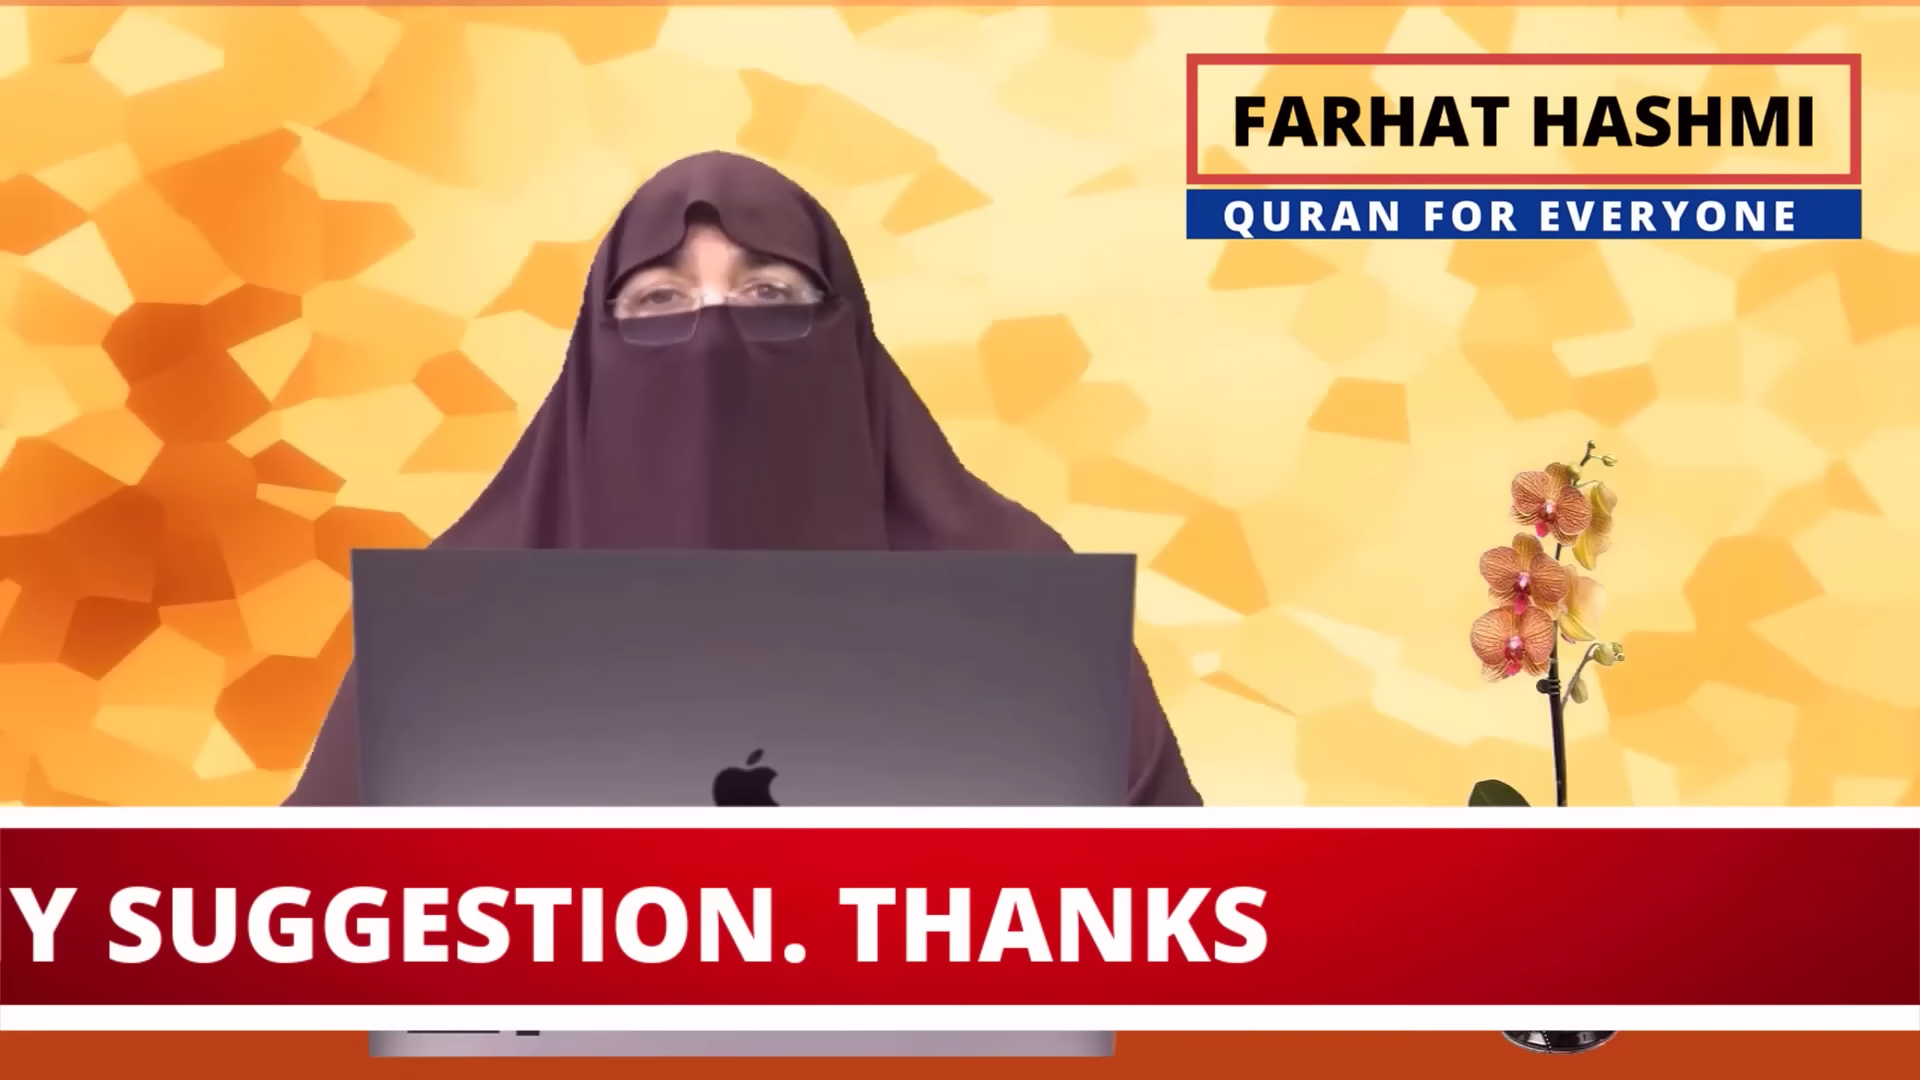 FARHAT HASHMI
QURAN FOR EVERYONE
Y SUGGESTION. THANKS